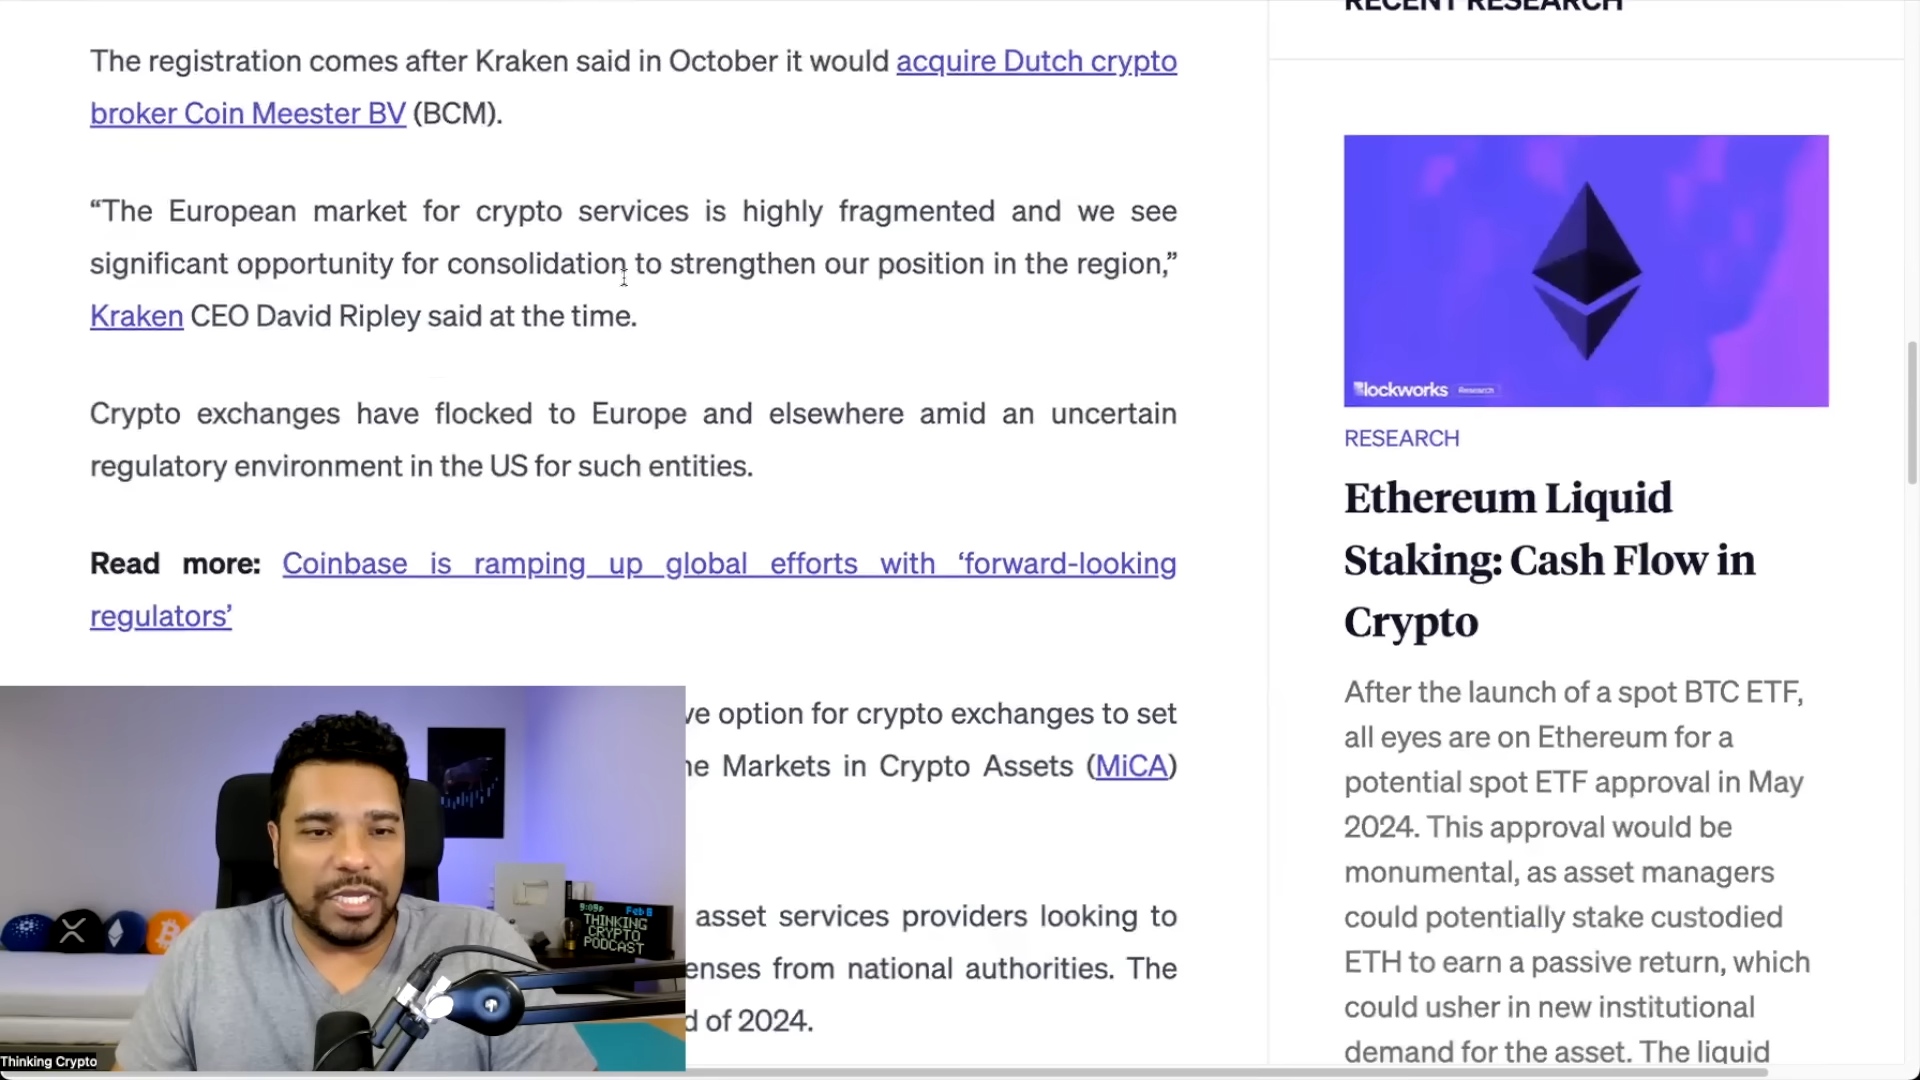 The registration comes after Kraken said in October it would acquire Dutch crypto
broker Coin Meester BV (BCM).
“The European market for crypto services is highly fragmented and we see
significant opportunity for consolidation to strengthen our position in the region,”
Kraken CEO David Ripley said at the time.
Crypto exchanges have flocked to Europe and elsewhere amid an uncertain
regulatory environment in the US for such entities.
Read more: Coinbase is ramping up global efforts with ‘forward-looking
regulators’
option for crypto exchanges to set
Markets in Crypto Assets (MiCA)
asset services providers looking to
from national authorities. The
of 2024.
9:09p Feb 8
THINKING
CRYPTO
PODCAST
Thinking Crypto
RECENT RESEARCH
Blockworks Research
RESEARCH
Ethereum Liquid
Staking: Cash Flow in
Crypto
After the launch of a spot BTC ETF,
all eyes are on Ethereum for a
potential spot ETF approval in May
2024. This approval would be
monumental, as asset managers
could potentially stake custodied
ETH to earn a passive return, which
could usher in new institutional
demand for the asset. The liquid